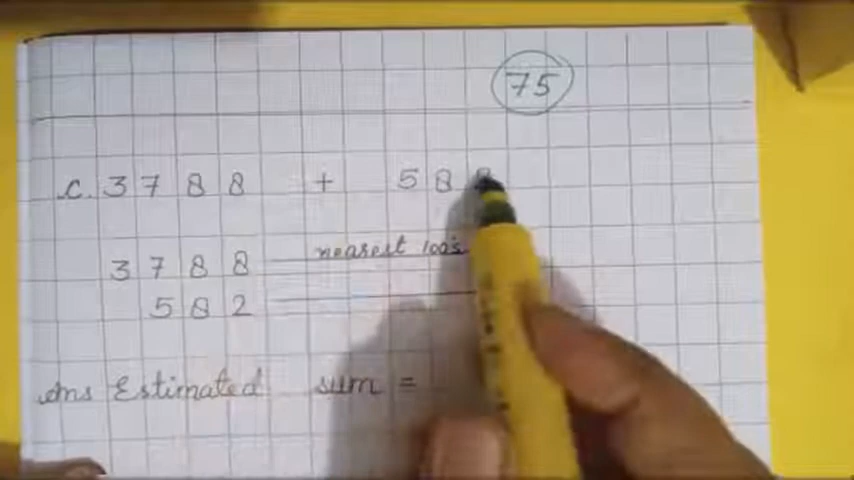 75
c. 3788 + 58
3788 nearest 100's
582
Ans Estimated sum =